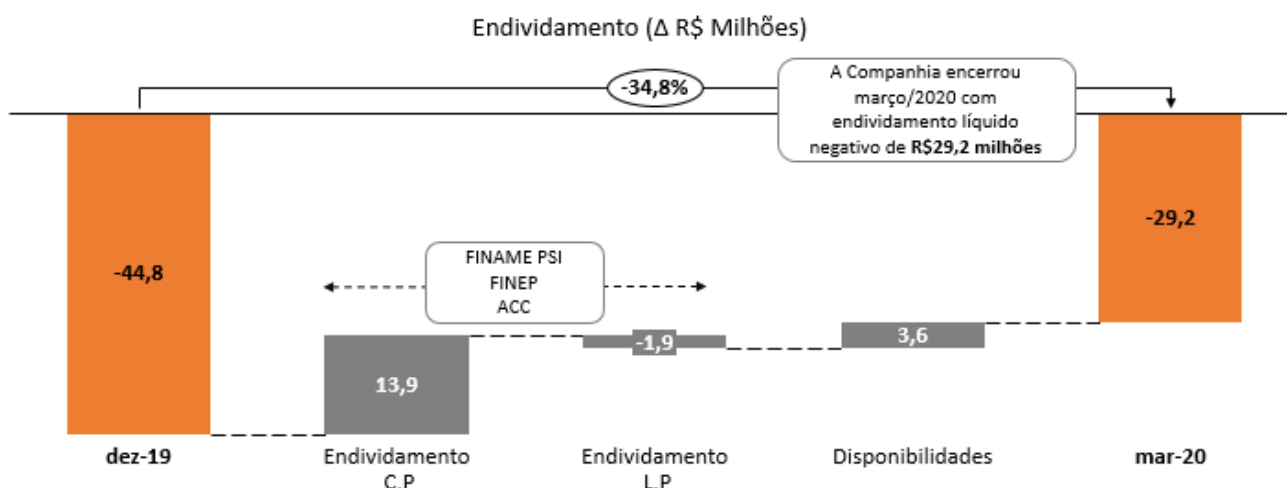 Endividamento (Δ R$ Milhões)
-34,8%
A Companhia encerrou
março/2020 com
endividamento líquido
negativo de R$29,2 milhões
-44,8
FINAME PSI
FINEP
ACC
13,9
-1,9
3,6
-29,2
dez-19
Endividamento
C.P
Endividamento
L.P
Disponibilidades
mar-20